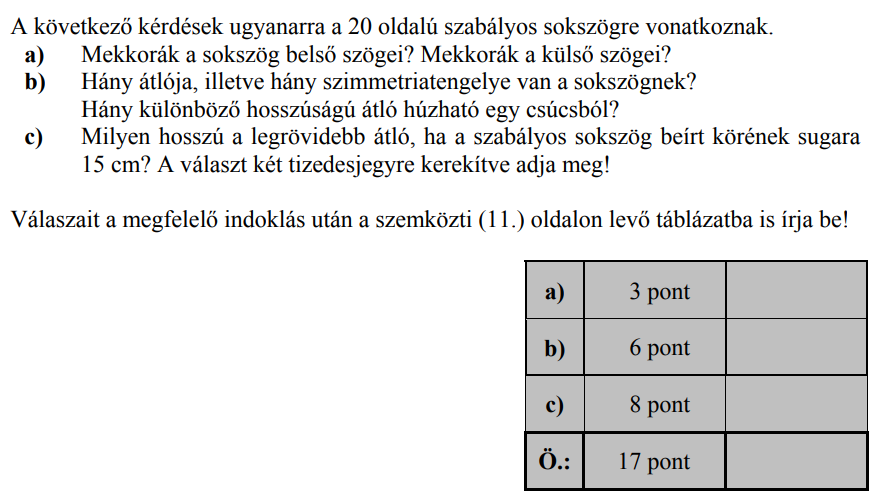 A következő kérdések ugyanarra a 20 oldalú szabályos sokszögre vonatkoznak.
a) Mekkorák a sokszög belső szögei? Mekkorák a külső szögei?
b) Hány átlója, illetve hány szimmetriatengelye van a sokszögnek?
Hány különböző hosszúságú átló húzható egy csúcsból?
c) Milyen hosszú a legrövidebb átló, ha a szabályos sokszög beírt körének sugara
15 cm? A választ két tizedesjegyre kerekítve adja meg!
Válaszait a megfelelő indoklás után a szemközti (11.) oldalon levő táblázatba is írja be!
a) 3 pont
b) 6 pont
c) 8 pont
Ö.: 17 pont